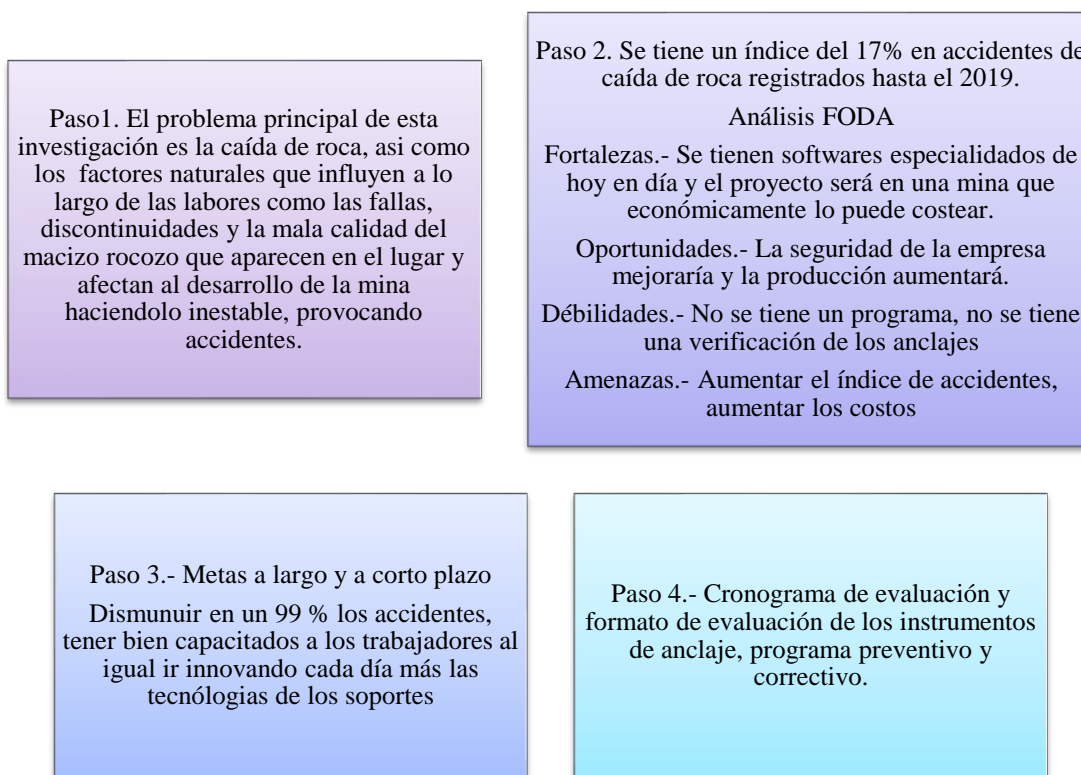 Paso1. El problema principal de esta
investigación es la caída de roca, asi como
los factores naturales que influyen a lo
largo de las labores como las fallas,
discontinuidades y la mala calidad del
macizo rocozo que aparecen en el lugar y
afectan al desarrollo de la mina
haciendolo inestable, provocando
accidentes.
Paso 2. Se tiene un índice del 17% en accidentes de
caída de roca registrados hasta el 2019.
Análisis FODA
Fortalezas.- Se tienen softwares especialidados de
hoy en día y el proyecto será en una mina que
económicamente lo puede costear.
Oportunidades.- La seguridad de la empresa
mejoraría y la producción aumentará.
Débilidades.- No se tiene un programa, no se tiene
una verificación de los anclajes
Amenazas.- Aumentar el índice de accidentes,
aumentar los costos
Paso 3.- Metas a largo y a corto plazo
Dismunuir en un 99 % los accidentes,
tener bien capacitados a los trabajadores al
igual ir innovando cada día más las
tecnólogias de los soportes
Paso 4.- Cronograma de evaluación y
formato de evaluación de los instrumentos
de anclaje, programa preventivo y
correctivo.